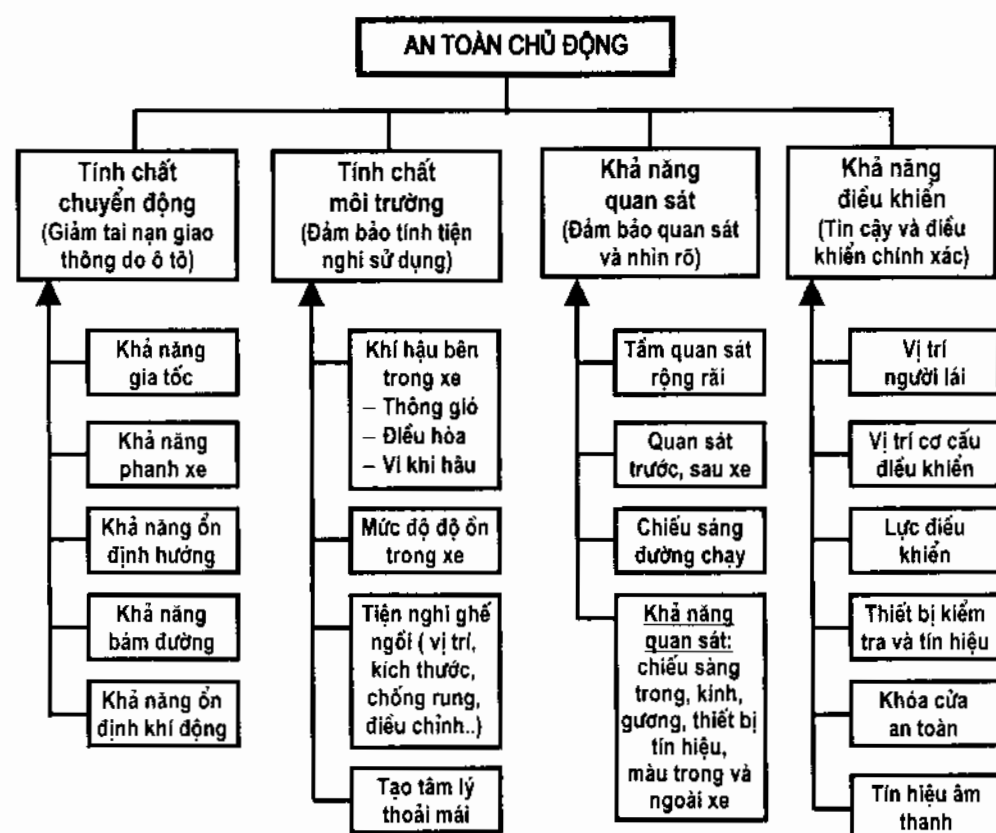 AN TOÀN CHỦ ĐỘNG
Tính chất
chuyển động
(Giảm tai nạn giao
thông do ô tô)
Khả năng
gia tốc
Khả năng
phanh xe
Khả năng ổn
định hướng
Khả năng
bám đường
Khả năng ổn
định khí động
Tính chất
môi trường
(Đảm bảo tính tiện
nghi sử dụng)
Khí hậu bên
trong xe
– Thông gió
– Điều hòa
– Vi khí hậu
Mức độ độ ồn
trong xe
Tiện nghi ghế
ngồi ( vị trí,
kích thước,
chống rung,
điều chỉnh..)
Tạo tâm lý
thoải mái
Khả năng
quan sát
(Đảm bảo quan sát
và nhìn rõ)
Tầm quan sát
rộng rãi
Quan sát
trước, sau xe
Chiếu sáng
đường chạy
Khả năng
quan sát:
chiếu sàng
trong, kính,
gương, thiết bị
tín hiệu,
màu trong và
ngoài xe
Khả năng
điều khiển
(Tin cậy và điều
khiển chính xác)
Vị trí
người lái
Vị trí cơ cấu
điều khiển
Lực điều
khiển
Thiết bị kiểm
tra và tín hiệu
Khóa cửa
an toàn
Tín hiệu âm
thanh